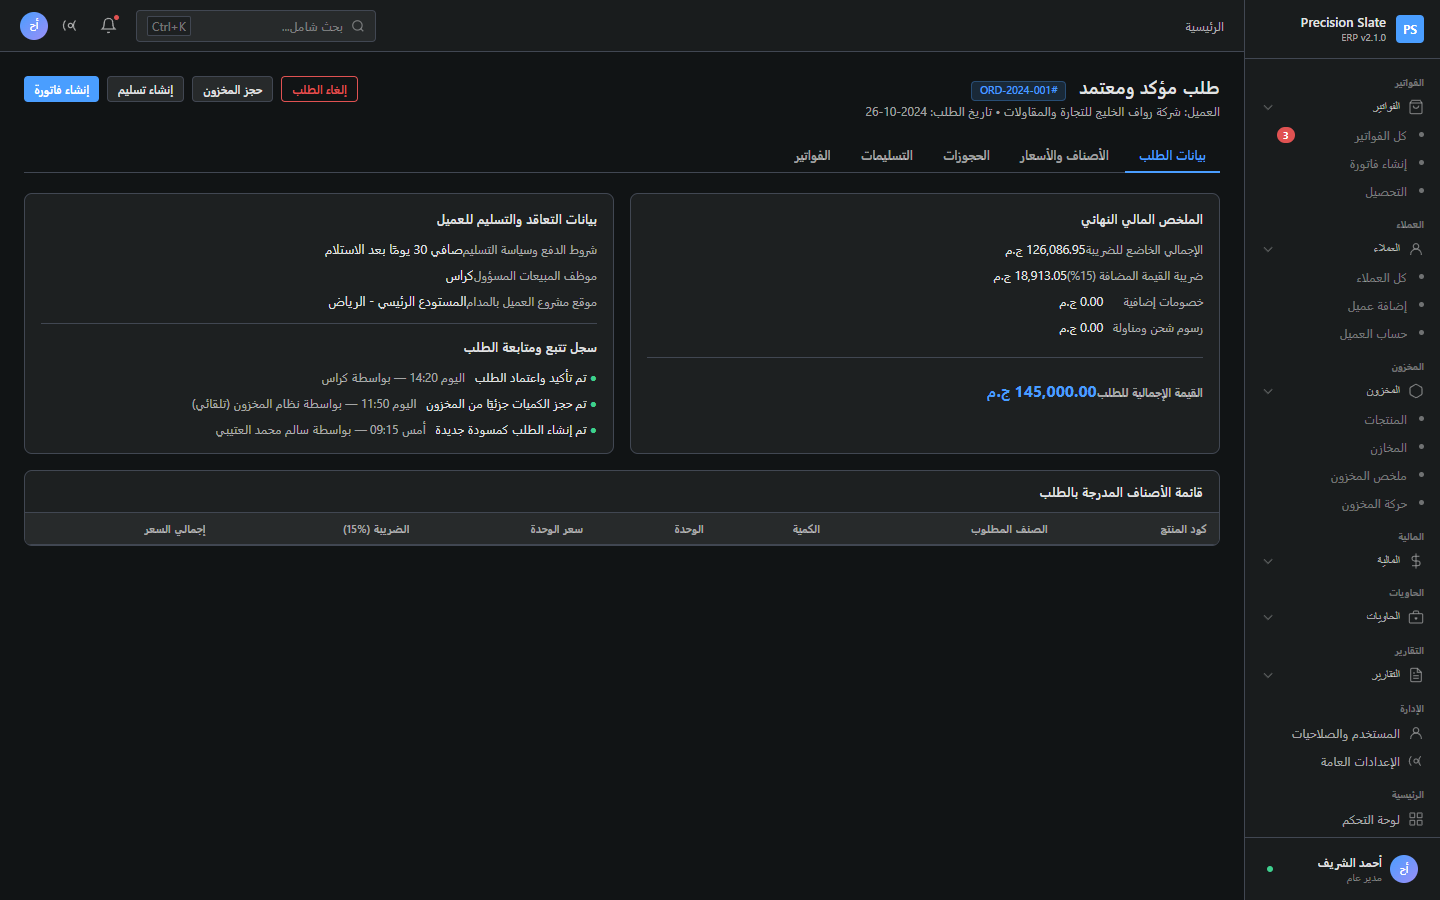 Precision Slate
ERP v2.1.0
PS
الفواتير
الفواتير
كل الفواتير
3
إنشاء فاتورة
التحصيل
العملاء
العملاء
كل العملاء
إضافة عميل
حساب العميل
المخزون
المخزون
المنتجات
المخازن
ملخص المخزون
حركة المخزون
المالية
المالية
الحاويات
الحاويات
التقارير
التقارير
الإدارة
المستخدم والصلاحيات
الإعدادات العامة
الرئيسية
لوحة التحكم
أحمد الشريف
مدير عام
أح
الرئيسية
بحث شامل...
Ctrl+K
أح
طلب مؤكد ومعتمد
#ORD-2024-001
العميل: شركة رواف الخليج للتجارة والمقاولات • تاريخ الطلب: 2024-10-26
إلغاء الطلب
حجز المخزون
إنشاء تسليم
إنشاء فاتورة
بيانات الطلب
الأصناف والأسعار
الحجوزات
التسليمات
الفواتير
الملخص المالي النهائي
الإجمالي الخاضع للضريبة 126,086.95 ج.م
ضريبة القيمة المضافة (15%) 18,913.05 ج.م
خصومات إضافية 0.00 ج.م
رسوم شحن ومناولة 0.00 ج.م
القيمة الإجمالية للطلب 145,000.00 ج.م
بيانات التعاقد والتسليم للعميل
شروط الدفع وسياسة التسليم صافي 30 يومًا بعد الاستلام
موظف المبيعات المسؤول كراس
موقع مشروع العميل بالمدام المستودع الرئيسي - الرياض
سجل تتبع ومتابعة الطلب
تم تأكيد واعتماد الطلب اليوم 14:20 — بواسطة كراس
تم حجز الكميات جزئيًا من المخزون اليوم 11:50 — بواسطة نظام المخزون (تلقائي)
تم إنشاء الطلب كمسودة جديدة أمس 09:15 — بواسطة سالم محمد العتيبي
قائمة الأصناف المدرجة بالطلب
كود المنتج
الصنف المطلوب
الكمية
الوحدة
سعر الوحدة
الضريبة (15%)
إجمالي السعر